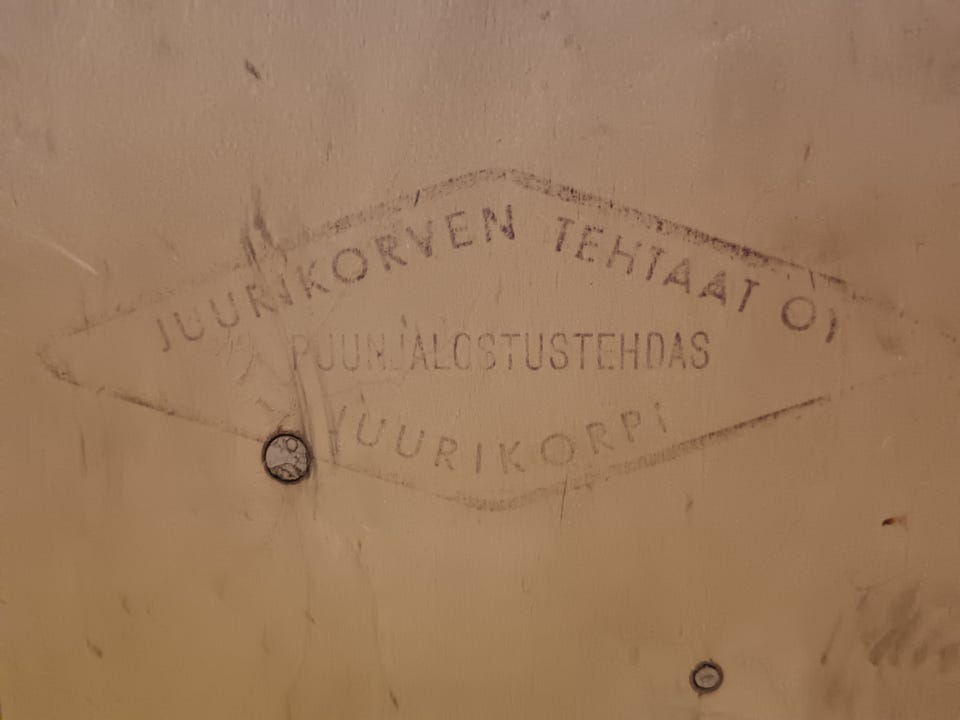 JUURIKORVEN TEHTAAT OY
PUUNJALOSTUSTEHDAS
JUURIKORPI